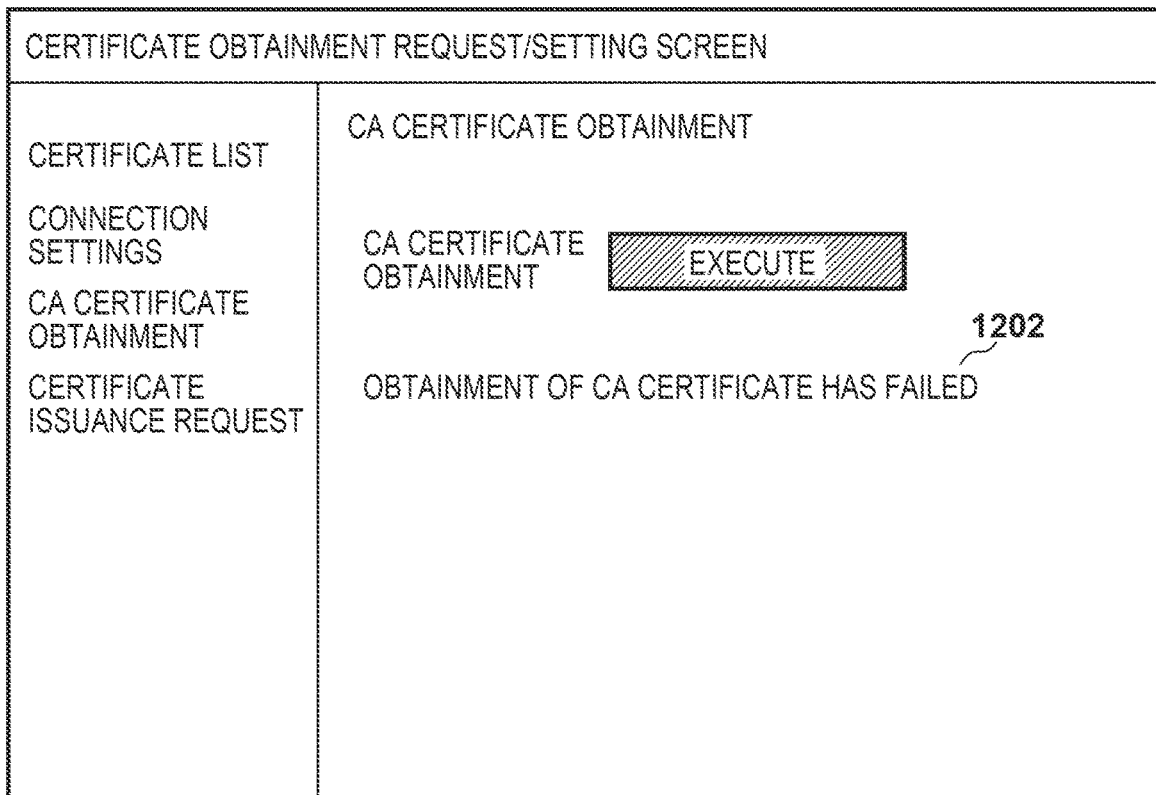 CERTIFICATE OBTAINMENT REQUEST/SETTING SCREEN
CERTIFICATE LIST
CONNECTION
SETTINGS
CA CERTIFICATE
OBTAINMENT
CERTIFICATE
ISSUANCE REQUEST
CA CERTIFICATE OBTAINMENT
CA CERTIFICATE
OBTAINMENT
EXECUTE
1202
OBTAINMENT OF CA CERTIFICATE HAS FAILED